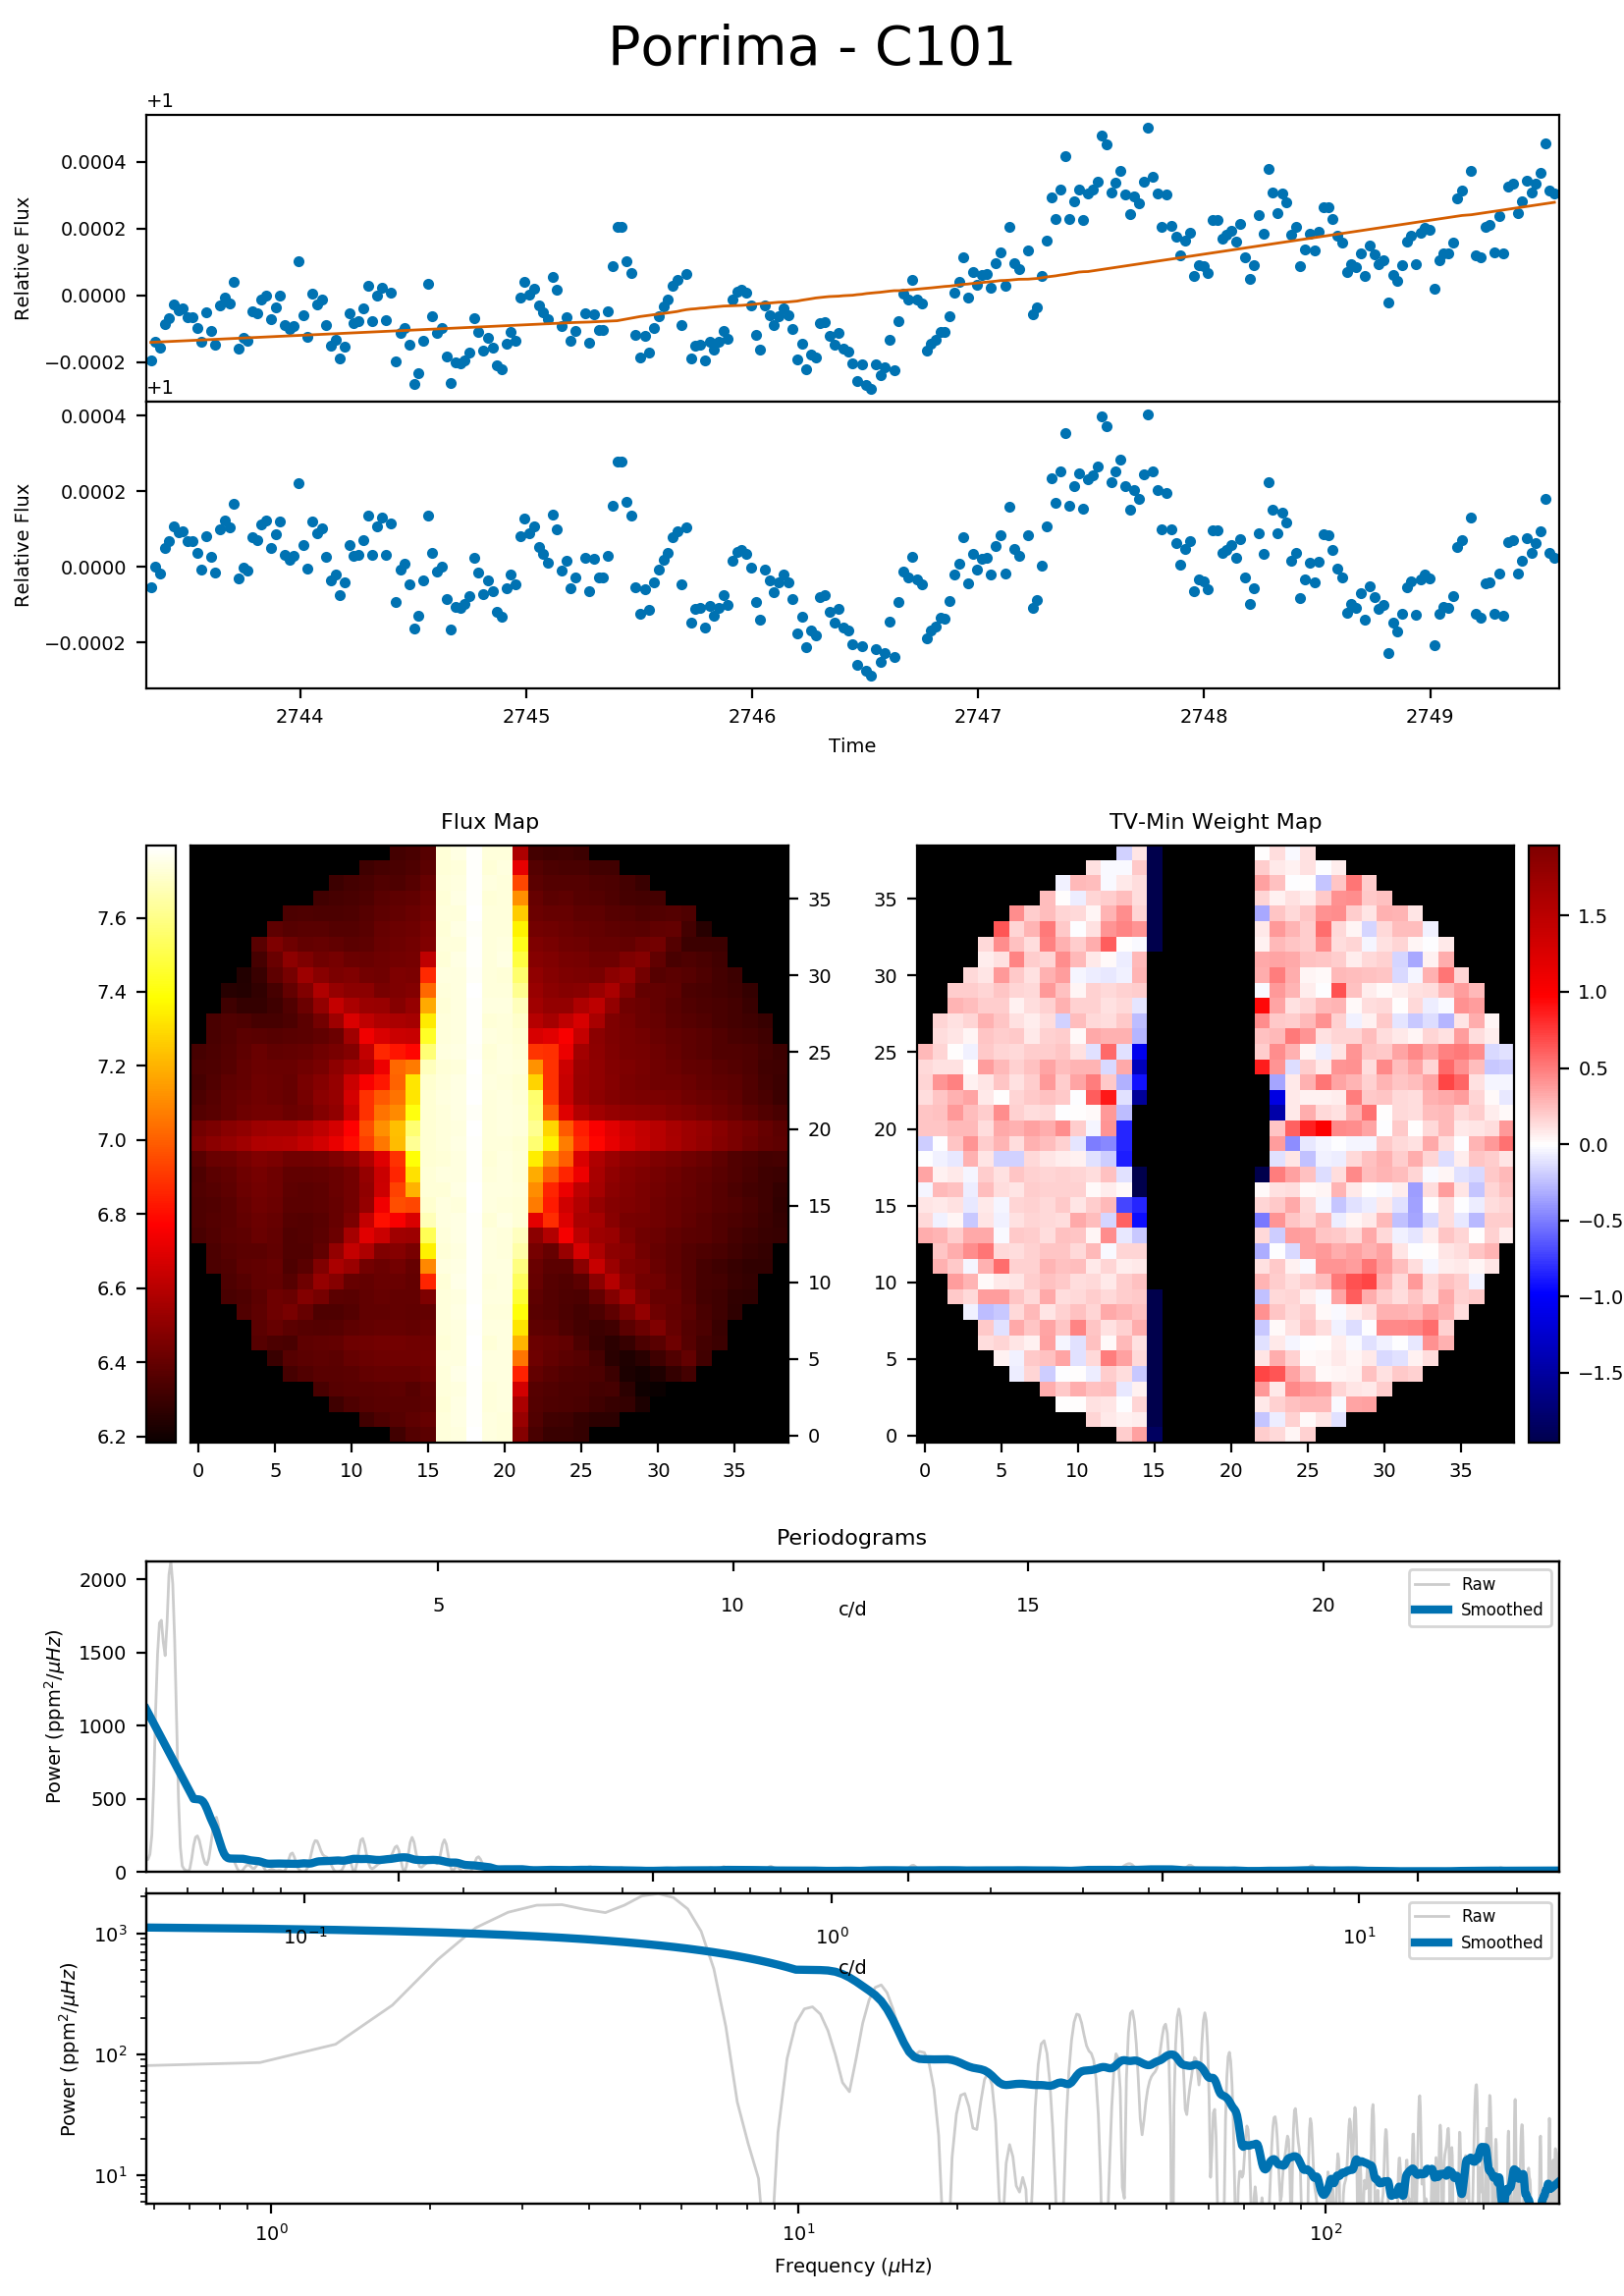 Porrima - C101
+1
0.0004
0.0002
0.0000
−0.0002
Relative Flux
+1
0.0004
0.0002
0.0000
−0.0002
Relative Flux
2744 2745 2746 2747 2748 2749
Time
Flux Map
7.6
7.4
7.2
7.0
6.8
6.6
6.4
6.2
35
30
25
20
15
10
5
0
0 5 10 15 20 25 30 35
TV-Min Weight Map
35
30
25
20
15
10
5
0
0 5 10 15 20 25 30 35
1.5
1.0
0.5
0.0
−0.5
−1.0
−1.5
Periodograms
2000
1500
1000
500
0
Power (ppm²/μHz)
5 10 15 20
c/d
Raw
Smoothed
10³
10²
10¹
Power (ppm²/μHz)
10⁻¹ 10⁰ 10¹
c/d
Raw
Smoothed
10⁰ 10¹ 10²
Frequency (μHz)